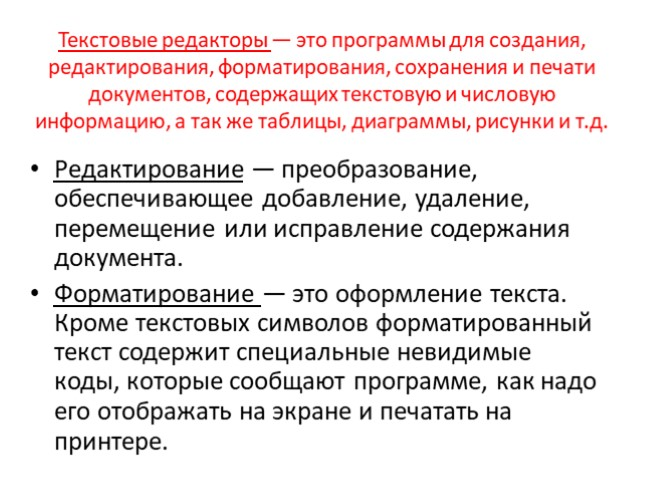 Текстовые редакторы — это программы для создания,
редактирования, форматирования, сохранения и печати
документов, содержащих текстовую и числовую
информацию, а так же таблицы, диаграммы, рисунки и т.д.
• Редактирование — преобразование,
обеспечивающее добавление, удаление,
перемещение или исправление содержания
документа.
• Форматирование — это оформление текста.
Кроме текстовых символов форматированный
текст содержит специальные невидимые
коды, которые сообщают программе, как надо
его отображать на экране и печатать на
принтере.